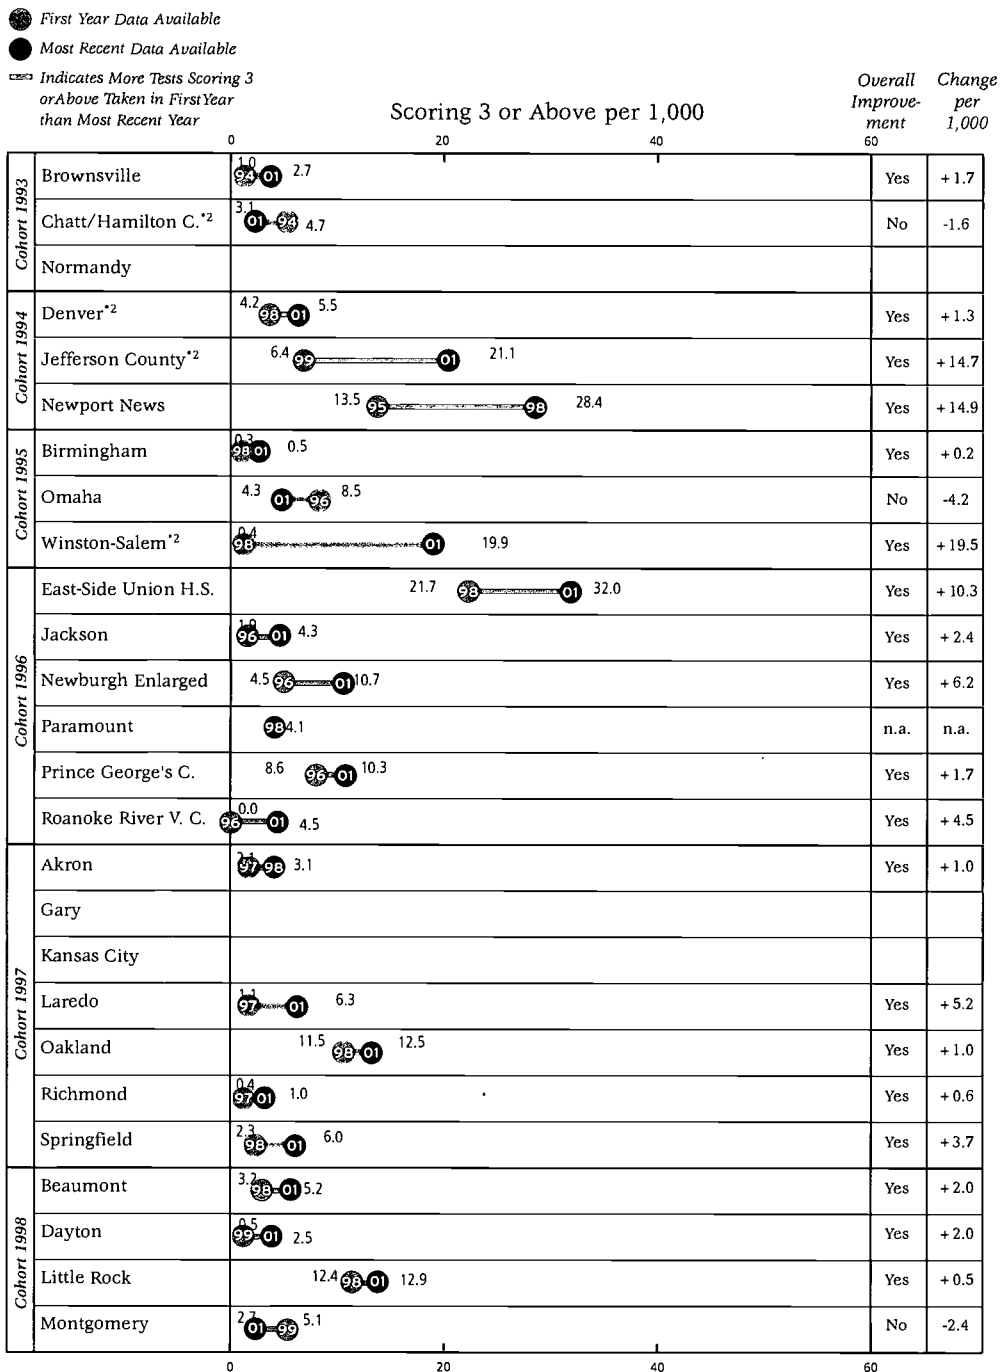 First Year Data Available
Most Recent Data Available
Indicates More Tests Scoring 3
or Above Taken in First Year
than Most Recent Year
Scoring 3 or Above per 1,000
Overall Improve-ment
Change per 1,000
0 20 40 60
Cohort 1993
Brownsville 1.0 94 01 2.7 Yes +1.7
Chatt/Hamilton C.*2 3.1 01 94 4.7 No -1.6
Normandy
Cohort 1994
Denver*2 4.2 98 01 5.5 Yes +1.3
Jefferson County*2 6.4 99 01 21.1 Yes +14.7
Newport News 13.5 95 98 28.4 Yes +14.9
Cohort 1995
Birmingham 0.3 98 01 0.5 Yes +0.2
Omaha 4.3 01 96 8.5 No -4.2
Winston-Salem*2 0.4 98 01 19.9 Yes +19.5
Cohort 1996
East-Side Union H.S. 21.7 98 01 32.0 Yes +10.3
Jackson 1.9 96 01 4.3 Yes +2.4
Newburgh Enlarged 4.5 96 01 10.7 Yes +6.2
Paramount 98 4.1 n.a. n.a.
Prince George's C. 8.6 96 01 10.3 Yes +1.7
Roanoke River V. C. 0.0 96 01 4.5 Yes +4.5
Cohort 1997
Akron 2.1 97 98 3.1 Yes +1.0
Gary
Kansas City
Laredo 1.1 97 01 6.3 Yes +5.2
Oakland 11.5 98 01 12.5 Yes +1.0
Richmond 0.4 97 01 1.0 Yes +0.6
Springfield 2.3 98 01 6.0 Yes +3.7
Cohort 1998
Beaumont 3.2 98 01 5.2 Yes +2.0
Dayton 0.5 99 01 2.5 Yes +2.0
Little Rock 12.4 98 01 12.9 Yes +0.5
Montgomery 2.7 01 99 5.1 No -2.4
0 20 40 60